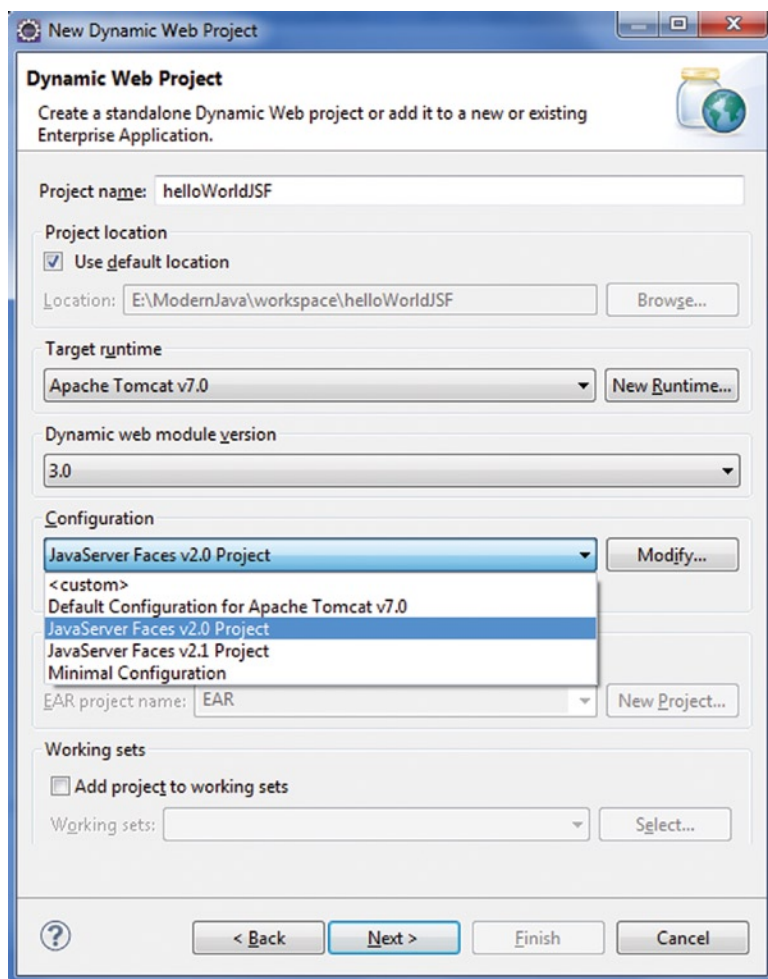 New Dynamic Web Project
Dynamic Web Project
Create a standalone Dynamic Web project or add it to a new or existing
Enterprise Application.
Project name: helloWorldJSF
Project location
Use default location
Location: E:\ModernJava\workspace\helloWorldJSF Browse...
Target runtime
Apache Tomcat v7.0 New Runtime...
Dynamic web module version
3.0
Configuration
JavaServer Faces v2.0 Project Modify...
<custom>
Default Configuration for Apache Tomcat v7.0
JavaServer Faces v2.0 Project
JavaServer Faces v2.1 Project
Minimal Configuration
EAR project name: EAR New Project...
Working sets
Add project to working sets
Working sets: Select...
? < Back Next > Finish Cancel